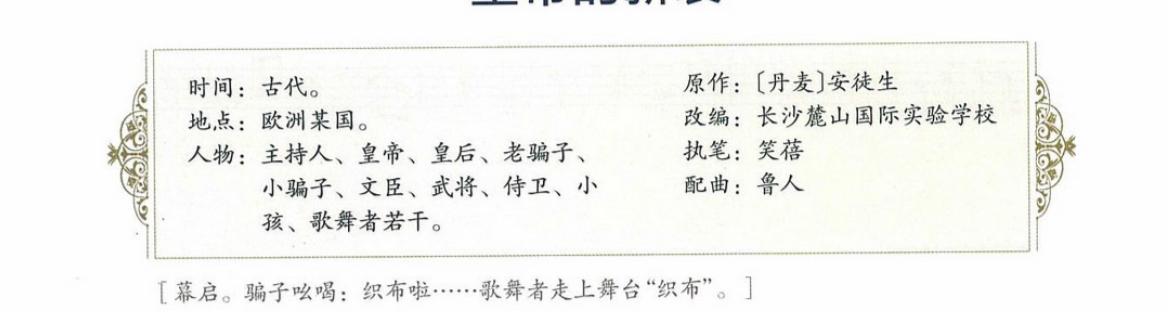 时间：古代。
地点：欧洲某国。
人物：主持人、皇帝、皇后、老骗子、
小骗子、文臣、武将、侍卫、小
孩、歌舞者若干。
原作：〔丹麦〕安徒生
改编：长沙麓山国际实验学校
执笔：笑蓓
配曲：鲁人
［幕启。骗子吆喝：织布啦……歌舞者走上舞台“织布”。］